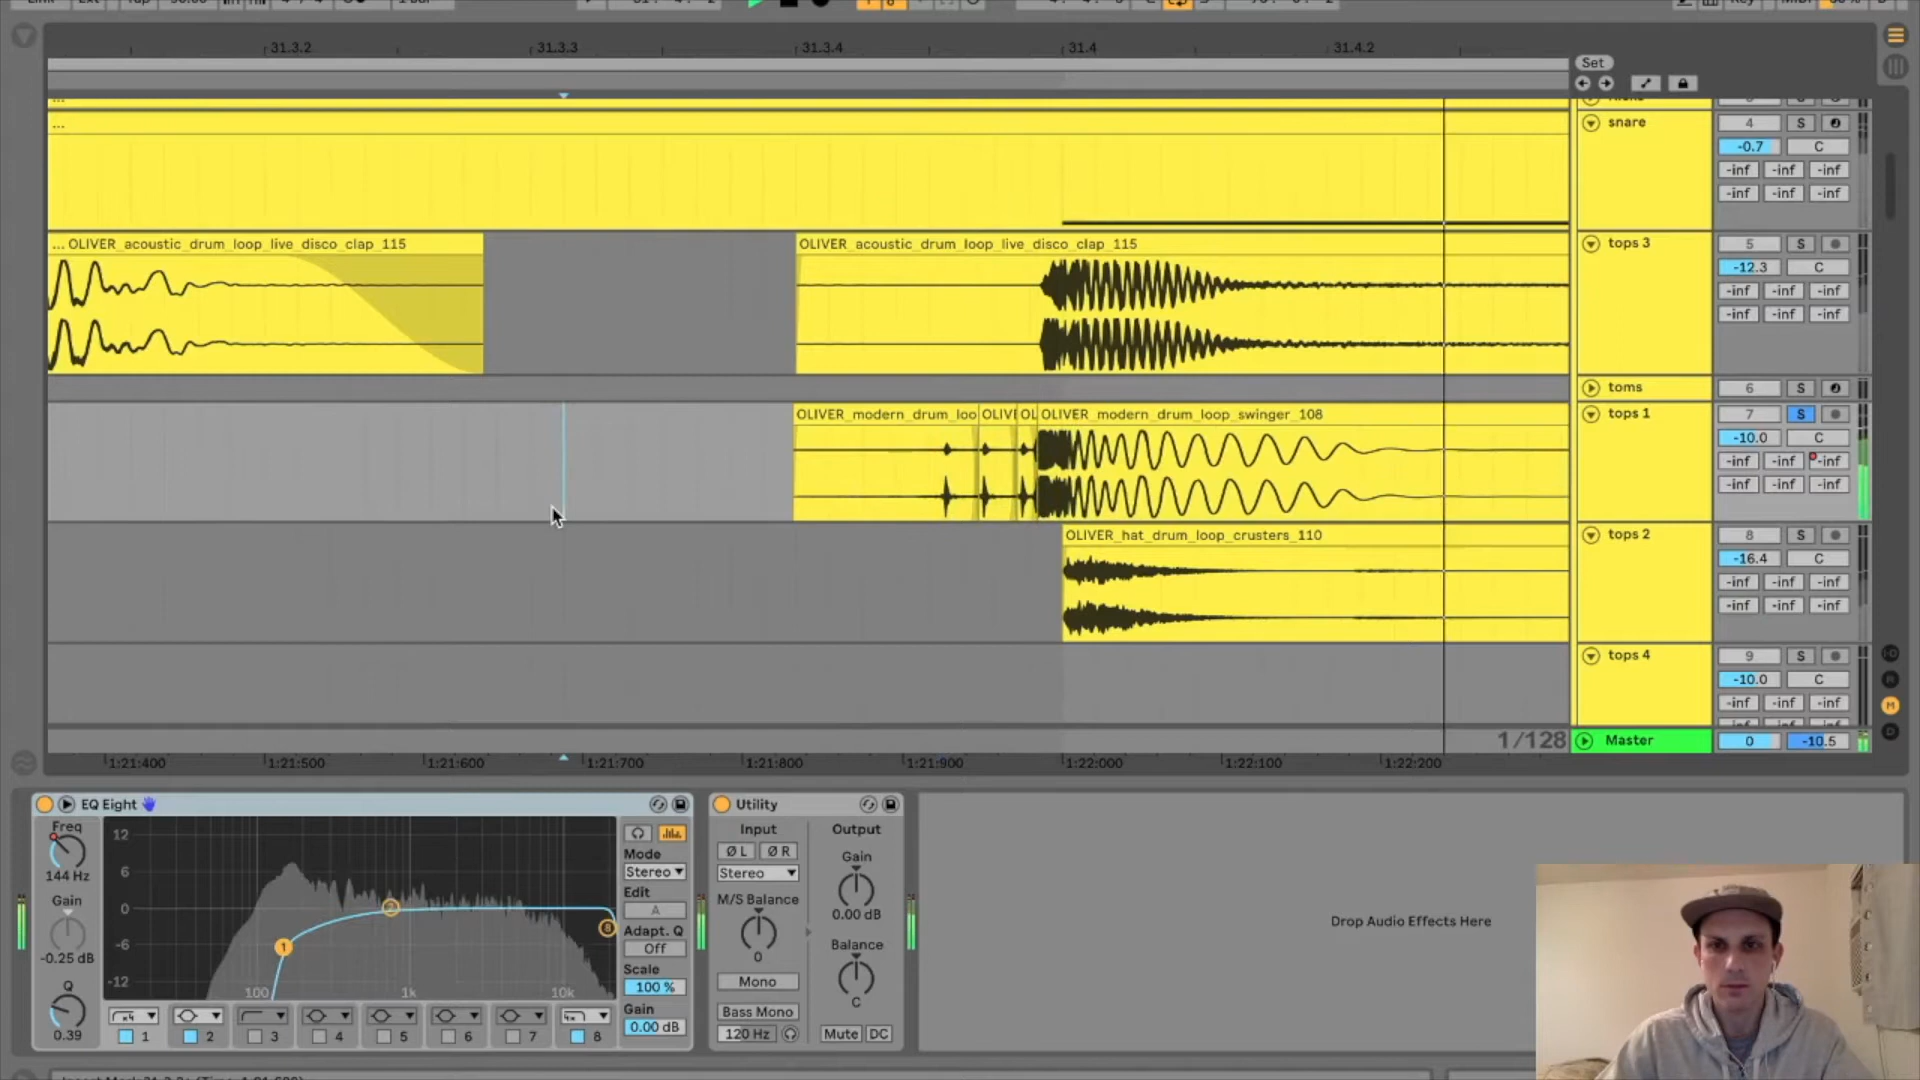 31.3.2 31.3.3 31.3.4 31.4 31.4.2
Set
...
...
snare 4 S
-0.7 C
-inf -inf -inf
-inf -inf -inf
... OLIVER_acoustic_drum_loop_live_disco_clap_115 OLIVER_acoustic_drum_loop_live_disco_clap_115
tops 3 5 S
-12.3 C
-inf -inf -inf
-inf -inf -inf
toms 6 S
OLIVER_modern_drum_loo OLIVI OL OLIVER_modern_drum_loop_swinger_108
tops 1 7 S
-10.0 C
-inf -inf -inf
-inf -inf -inf
OLIVER_hat_drum_loop_crusters_110
tops 2 8 S
-16.4 C
-inf -inf -inf
-inf -inf -inf
tops 4 9 S
-10.0 C
-inf -inf -inf
1/128
Master 0 -10.5
M
D
1:21:400 1:21:500 1:21:600 1:21:700 1:21:800 1:21:900 1:22:000 1:22:100 1:22:200
EQ Eight
Freq
144 Hz
Gain
-0.25 dB
Q
0.39
12
6
0
-6
-12
100 1k 10k
1 2 8
1 2 3 4 5 6 7 8
Mode
Stereo
Edit
A
Adapt. Q
Off
Scale
100 %
Gain
0.00 dB
Utility
Input
Ø L Ø R
Stereo
M/S Balance
0
Mono
Bass Mono
120 Hz
Output
Gain
0.00 dB
Balance
C
Mute DC
Drop Audio Effects Here